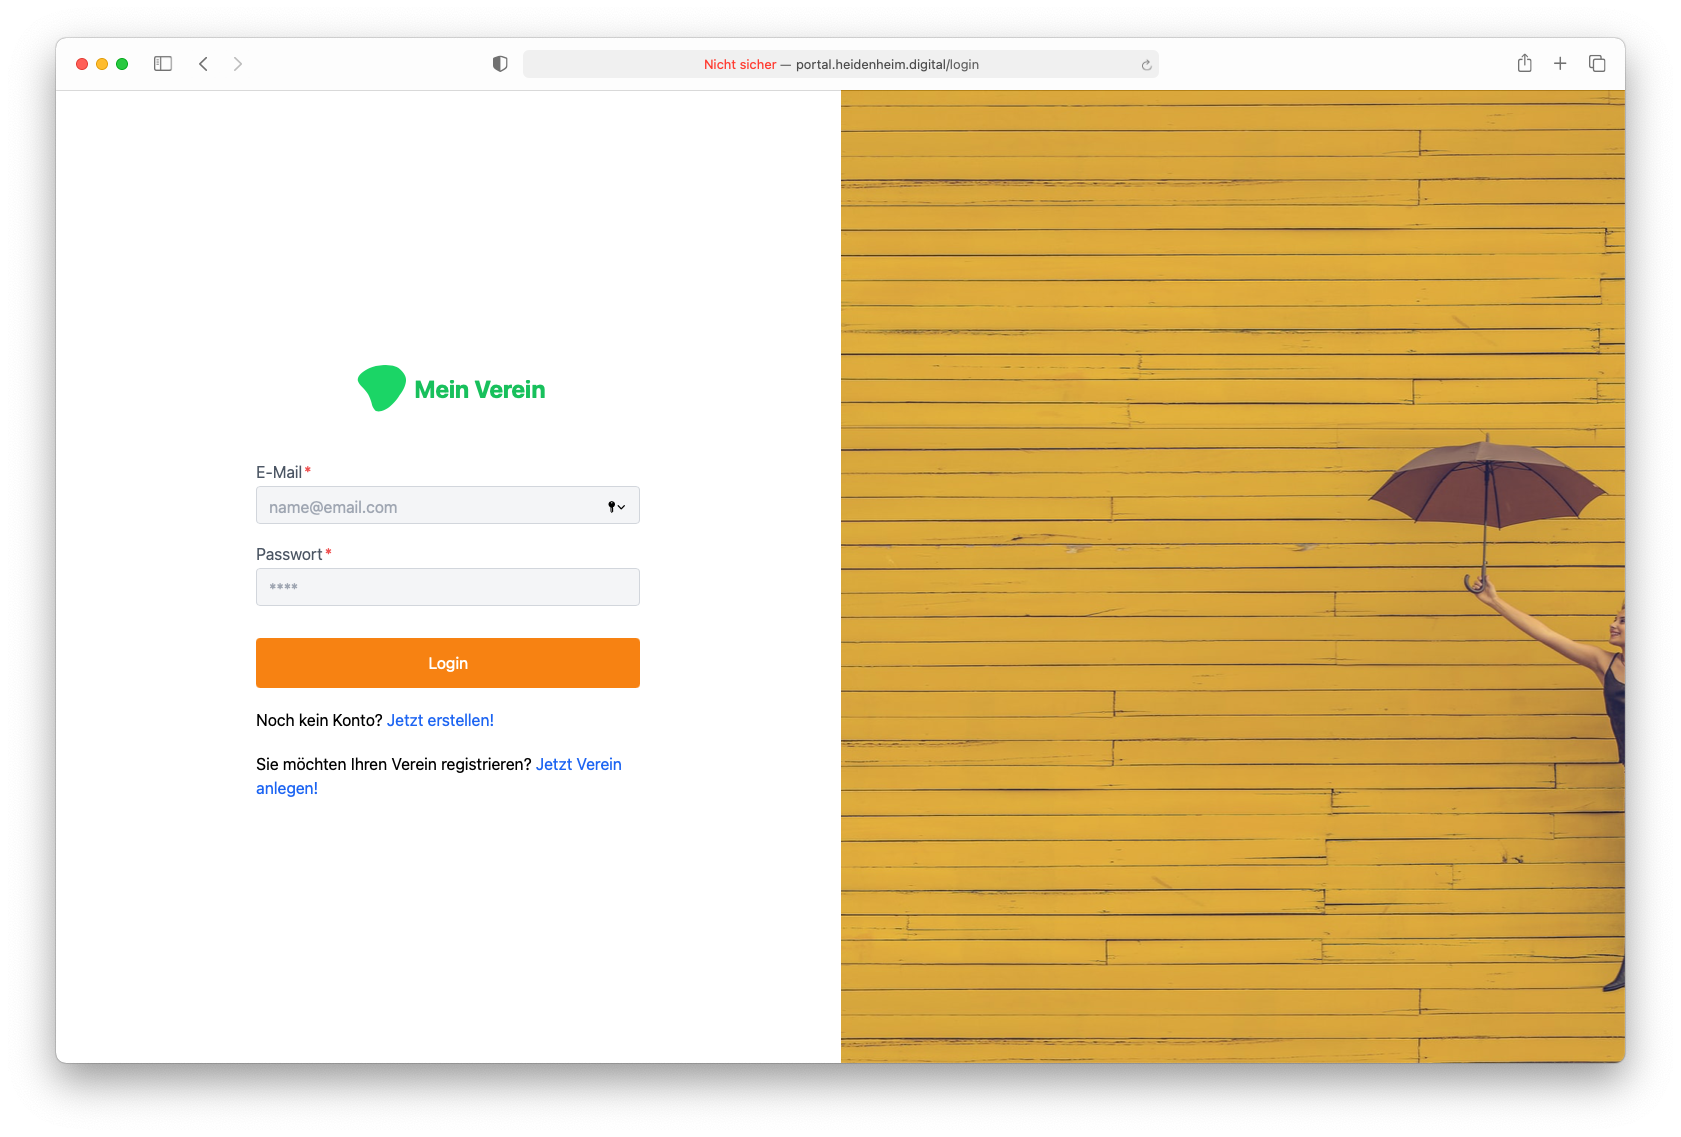 Nicht sicher — portal.heidenheim.digital/login
Mein Verein
E-Mail*
name@email.com
Passwort*
****
Login
Noch kein Konto? Jetzt erstellen!
Sie möchten Ihren Verein registrieren? Jetzt Verein
anlegen!